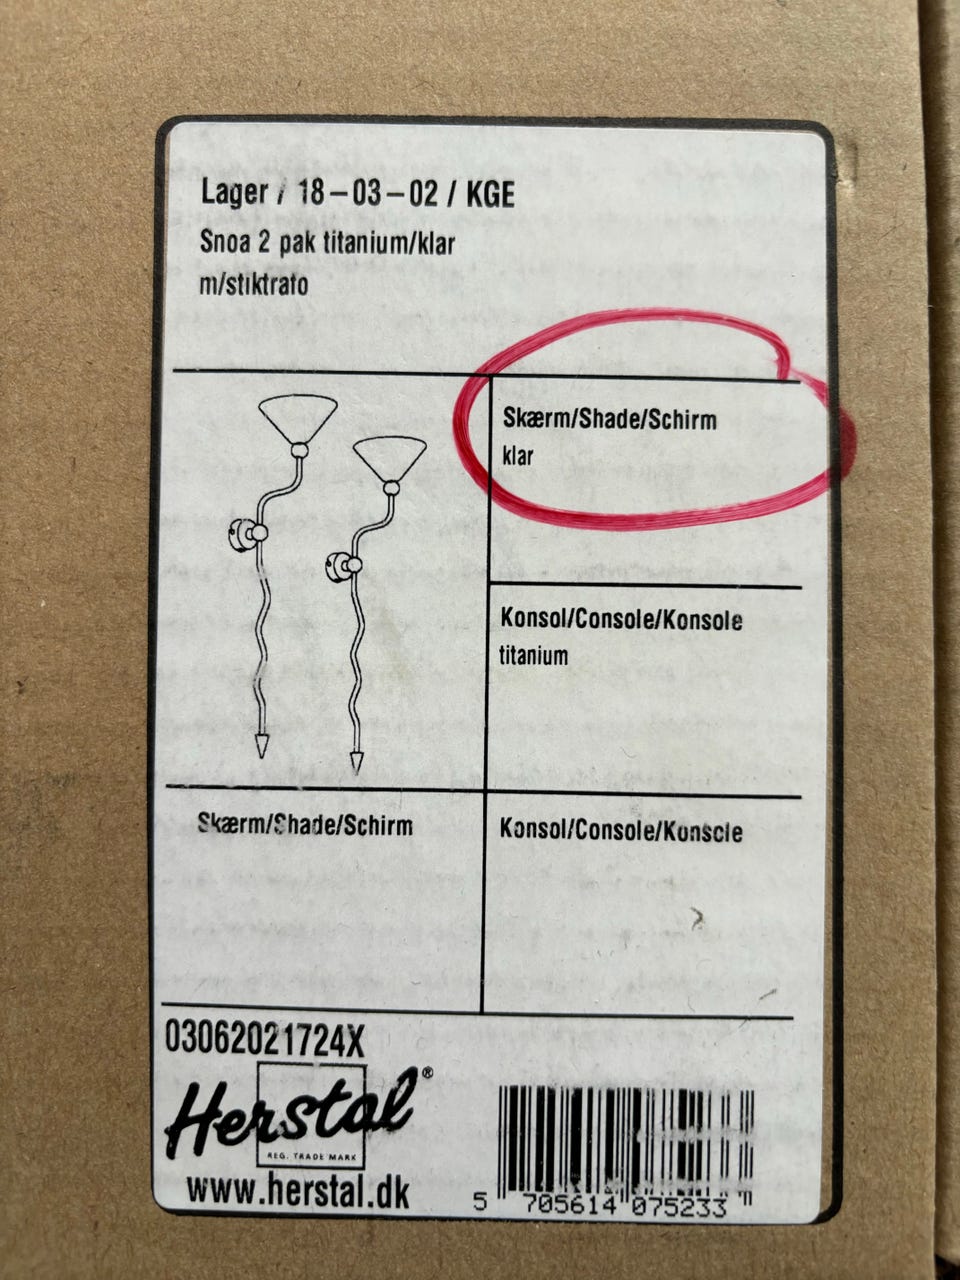 Lager / 18-03-02 / KGE
Snoa 2 pak titanium/klar
m/stiktrafo
Skærm/Shade/Schirm
klar
Konsol/Console/Konsole
titanium
Skærm/Shade/Schirm
Konsol/Console/Konsole
03062021724X
Herstal®
REG. TRADE MARK
www.herstal.dk
5 705614 075233